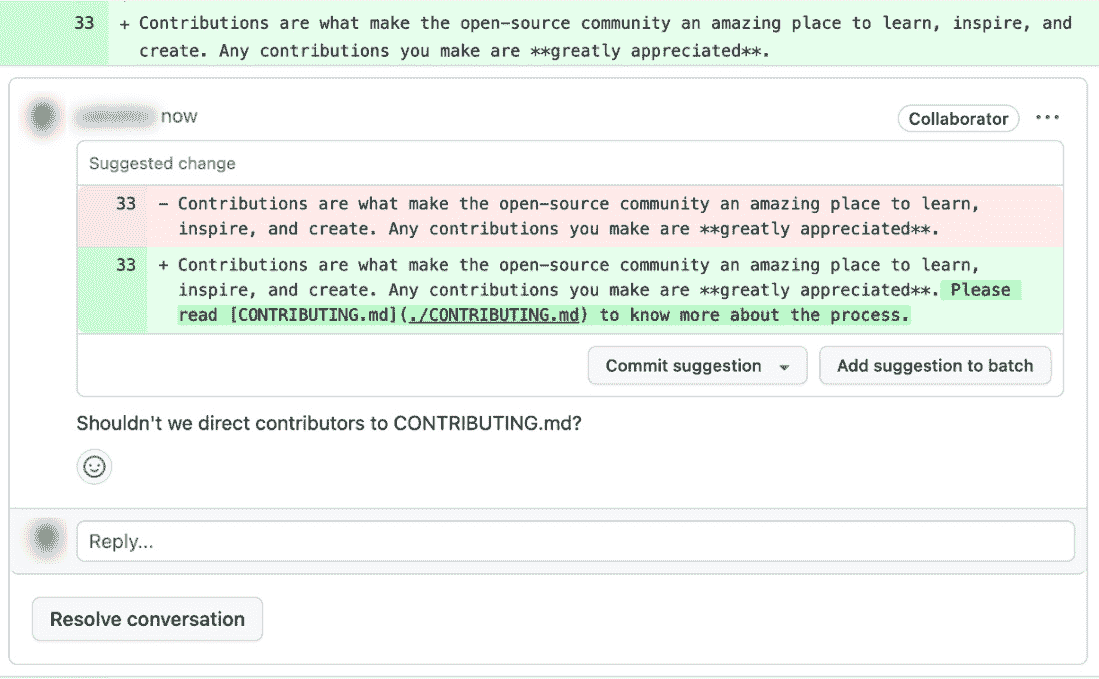 33 + Contributions are what make the open-source community an amazing place to learn, inspire, and
create. Any contributions you make are **greatly appreciated**.
now
Collaborator ···
Suggested change
33 - Contributions are what make the open-source community an amazing place to learn,
inspire, and create. Any contributions you make are **greatly appreciated**.
33 + Contributions are what make the open-source community an amazing place to learn,
inspire, and create. Any contributions you make are **greatly appreciated**. Please
read [CONTRIBUTING.md](./CONTRIBUTING.md) to know more about the process.
Commit suggestion
Add suggestion to batch
Shouldn't we direct contributors to CONTRIBUTING.md?
Reply...
Resolve conversation